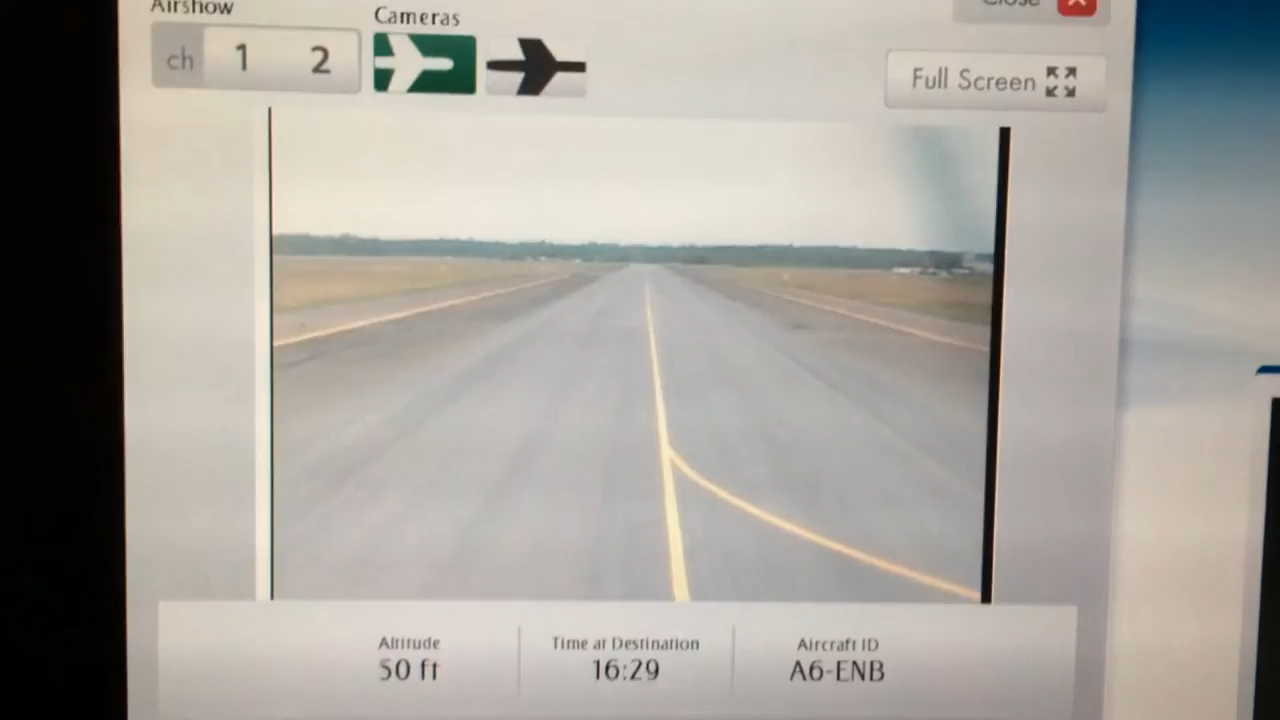 Airshow
Cameras
Close
ch 1 2
Full Screen
Altitude
50 ft
Time at Destination
16:29
Aircraft ID
A6-ENB